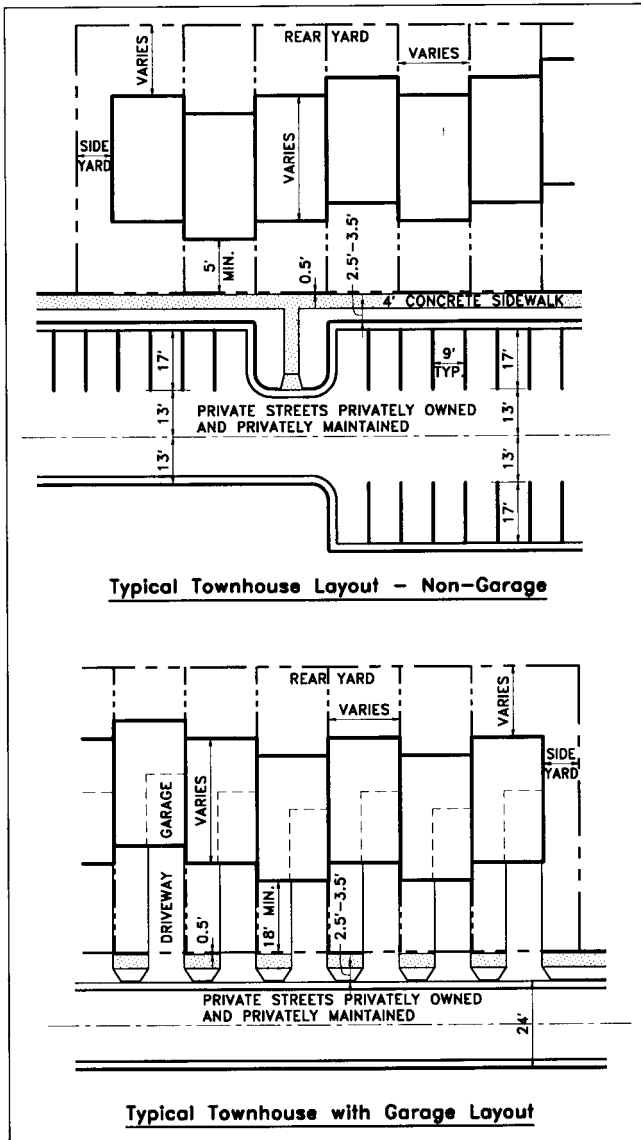 REAR YARD
VARIES
VARIES
SIDE
YARD
VARIES
5'
MIN.
0.5'
2.5'-3.5'
4' CONCRETE SIDEWALK
17'
9'
TYP.
17'
13'
PRIVATE STREETS PRIVATELY OWNED
AND PRIVATELY MAINTAINED
13'
13'
13'
17'
Typical Townhouse Layout - Non-Garage
REAR YARD
VARIES
VARIES
SIDE
YARD
GARAGE
VARIES
DRIVEWAY
0.5'
18' MIN.
2.5'-3.5'
PRIVATE STREETS PRIVATELY OWNED
AND PRIVATELY MAINTAINED
24'
Typical Townhouse with Garage Layout